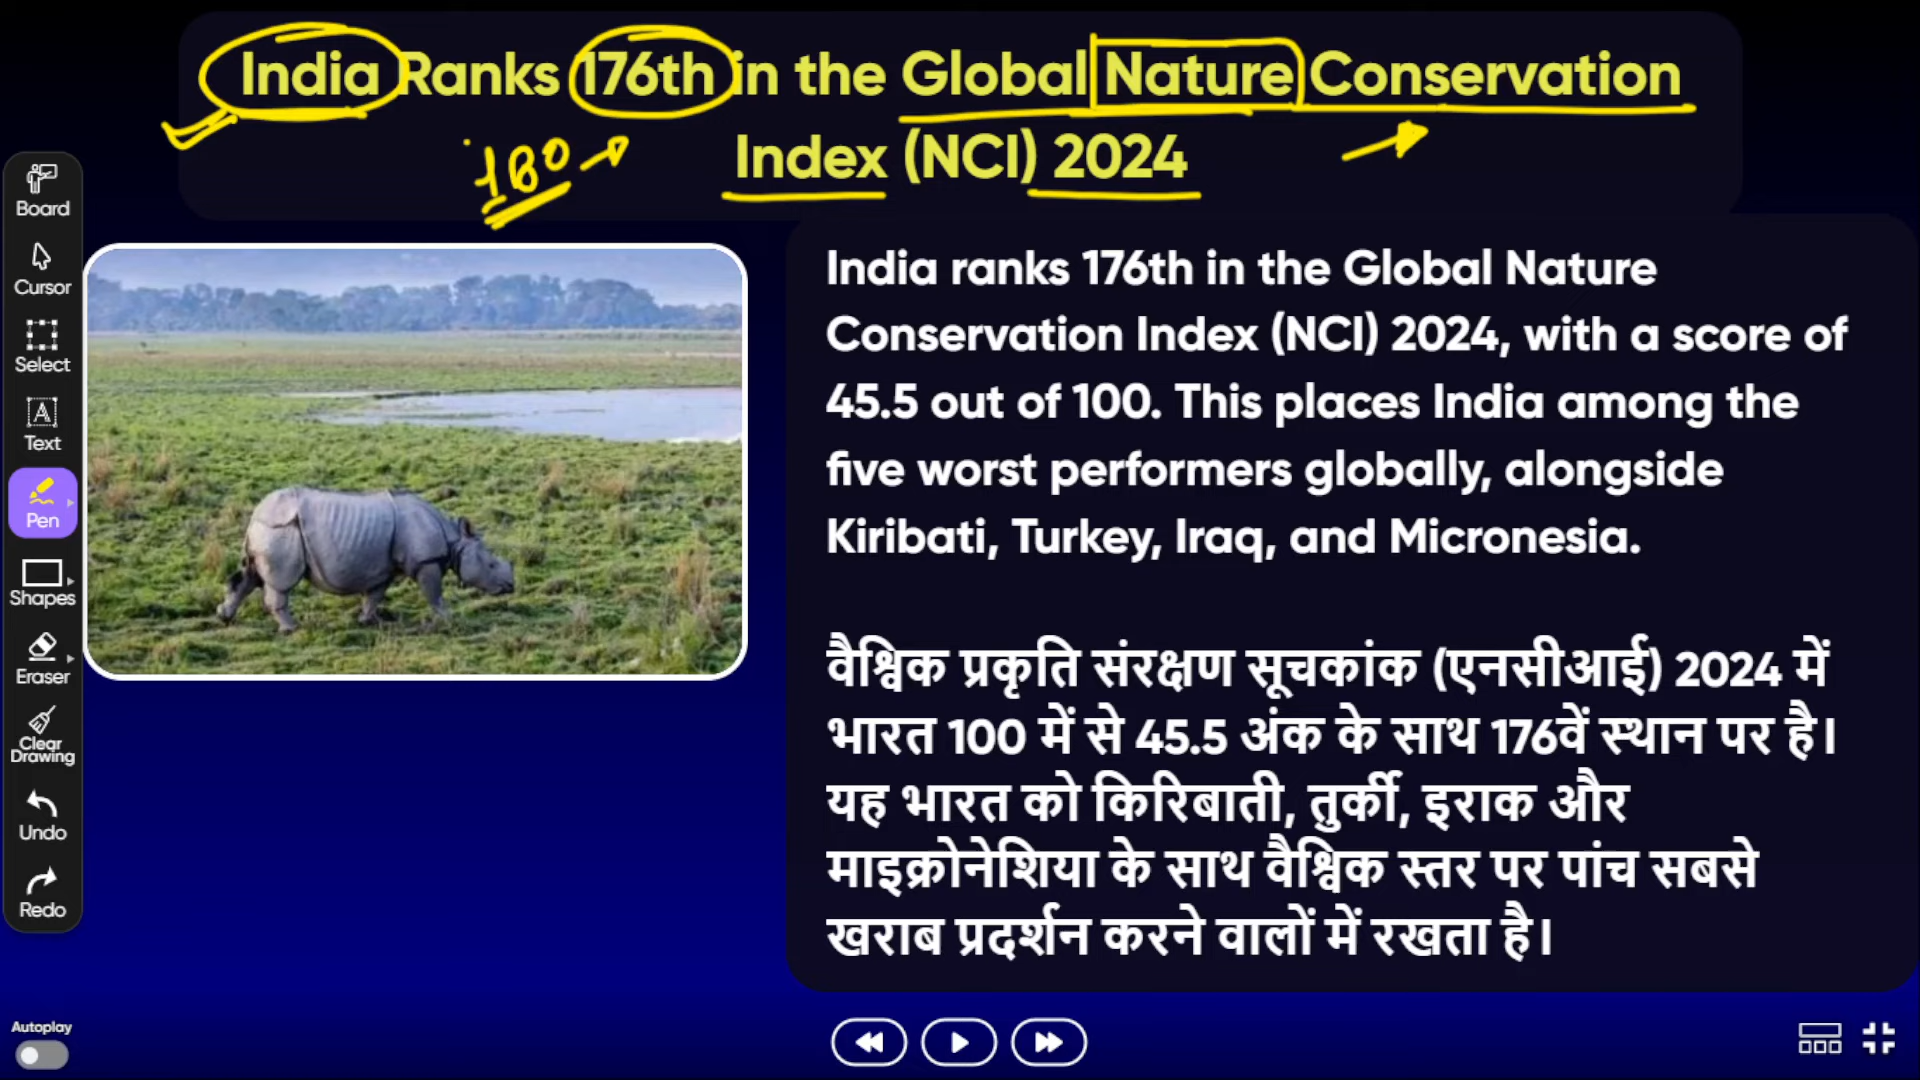 India Ranks 176th in the Global Nature Conservation
Index (NCI) 2024
180
Board
Cursor
Select
Text
Pen
Shapes
Eraser
Clear
Drawing
Undo
Redo
Autoplay
India ranks 176th in the Global Nature
Conservation Index (NCI) 2024, with a score of
45.5 out of 100. This places India among the
five worst performers globally, alongside
Kiribati, Turkey, Iraq, and Micronesia.
वैश्विक प्रकृति संरक्षण सूचकांक (एनसीआई) 2024 में
भारत 100 में से 45.5 अंक के साथ 176वें स्थान पर है।
यह भारत को किरिबाती, तुर्की, इराक और
माइक्रोनेशिया के साथ वैश्विक स्तर पर पांच सबसे
खराब प्रदर्शन करने वालों में रखता है।